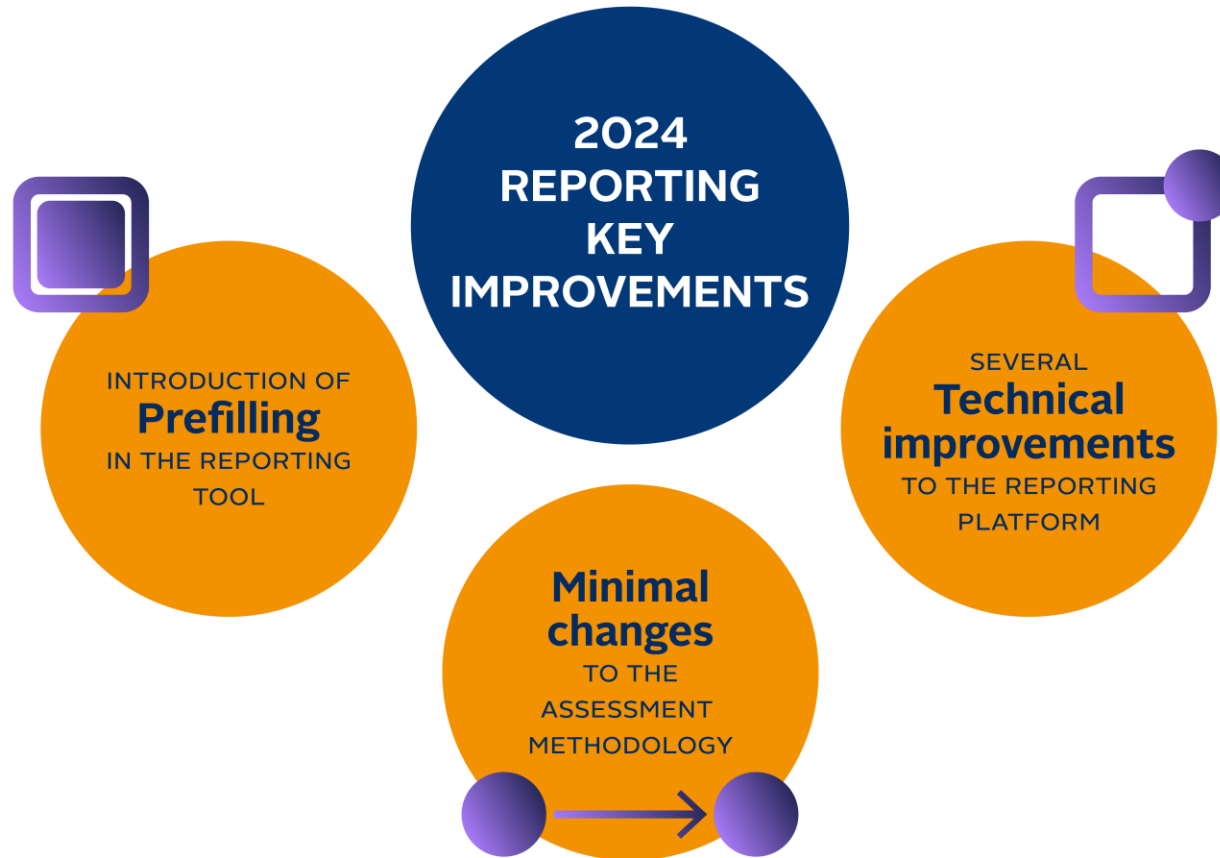 2024
REPORTING
KEY
IMPROVEMENTS
INTRODUCTION OF
Prefilling
IN THE REPORTING
TOOL
Minimal
changes
TO THE
ASSESSMENT
METHODOLOGY
SEVERAL
Technical
improvements
TO THE REPORTING
PLATFORM